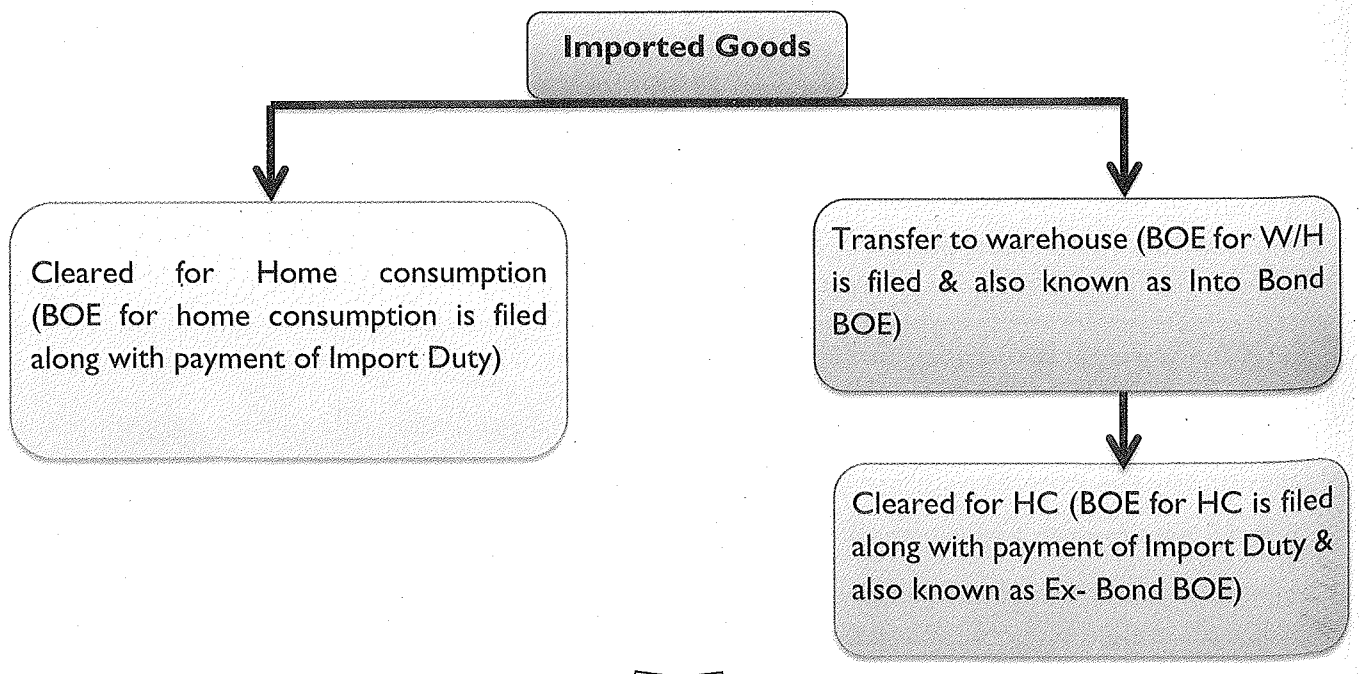 Imported Goods
Cleared for Home consumption
(BOE for home consumption is filed
along with payment of Import Duty)
Transfer to warehouse (BOE for W/H
is filed & also known as Into Bond
BOE)
Cleared for HC (BOE for HC is filed
along with payment of Import Duty &
also known as Ex- Bond BOE)